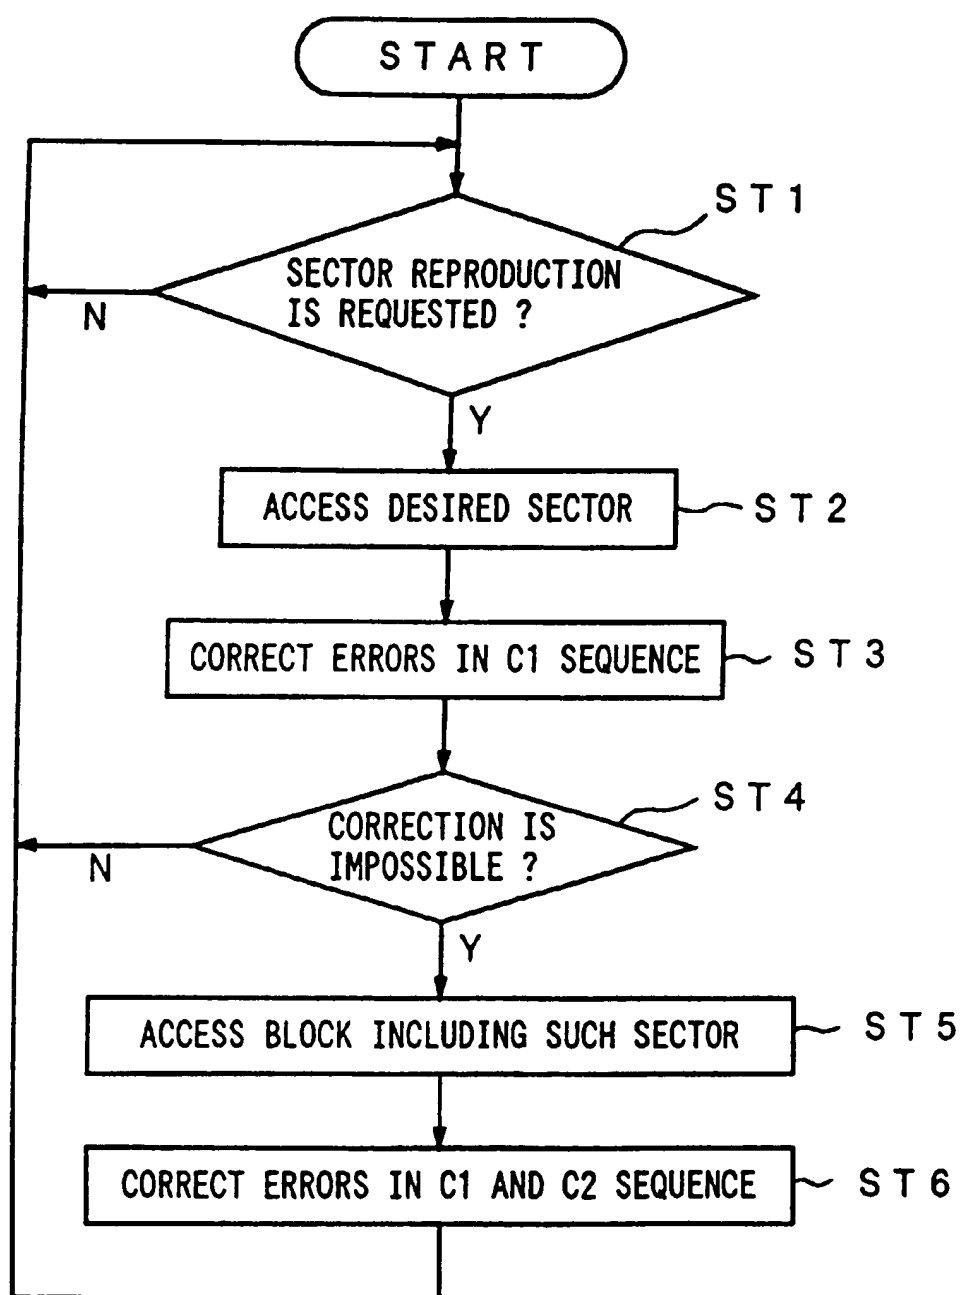 START
ST1
SECTOR REPRODUCTION
IS REQUESTED ?
N
Y
ACCESS DESIRED SECTOR
ST2
CORRECT ERRORS IN C1 SEQUENCE
ST3
ST4
CORRECTION IS
IMPOSSIBLE ?
N
Y
ACCESS BLOCK INCLUDING SUCH SECTOR
ST5
CORRECT ERRORS IN C1 AND C2 SEQUENCE
ST6